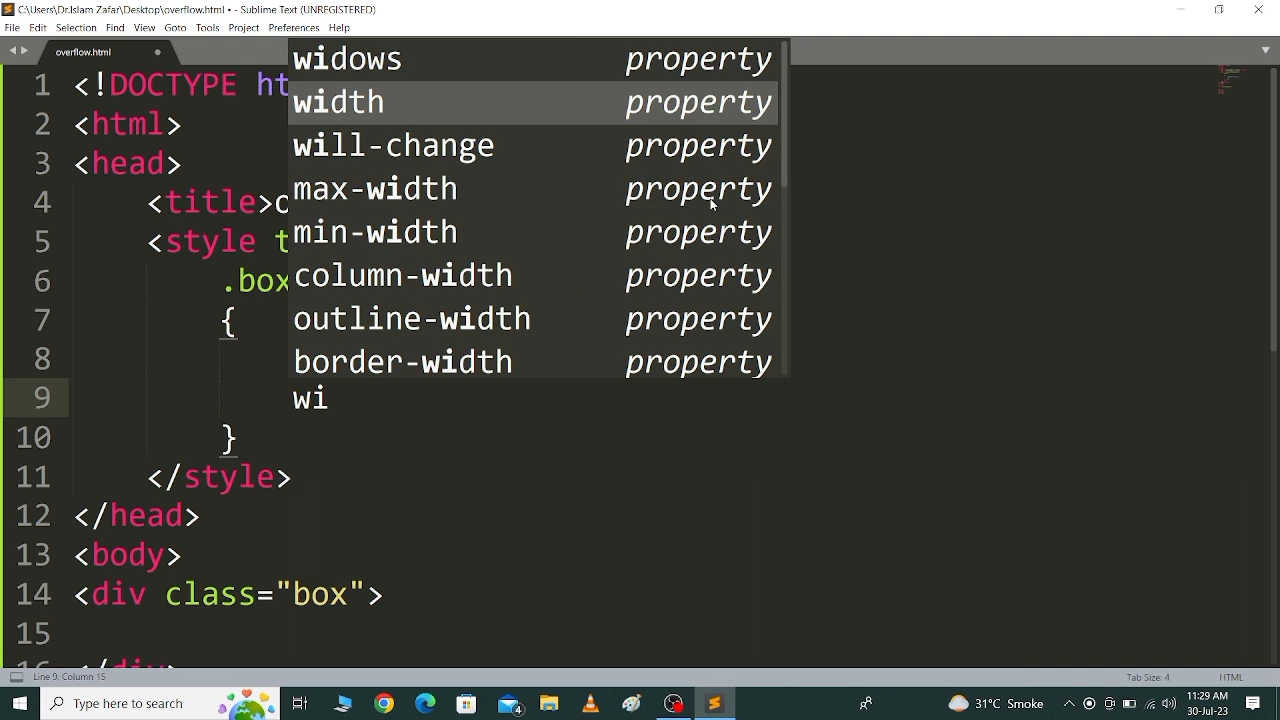 C:\Users\Dr.Islam Zafar\Desktop\overflow.html • - Sublime Text (UNREGISTERED)
File Edit Selection Find View Goto Tools Project Preferences Help
overflow.html
1 <!DOCTYPE ht
2 <html>
3 <head>
4 <title>o
5 <style t
6 .box
7 {
8
9 wi
10 }
11 </style>
12 </head>
13 <body>
14 <div class="box">
15
16 </div>
widows property
width property
will-change property
max-width property
min-width property
column-width property
outline-width property
border-width property
Line 9, Column 15 Tab Size: 4 HTML
Type here to search 4 31°C Smoke 11:29 AM
30-Jul-23